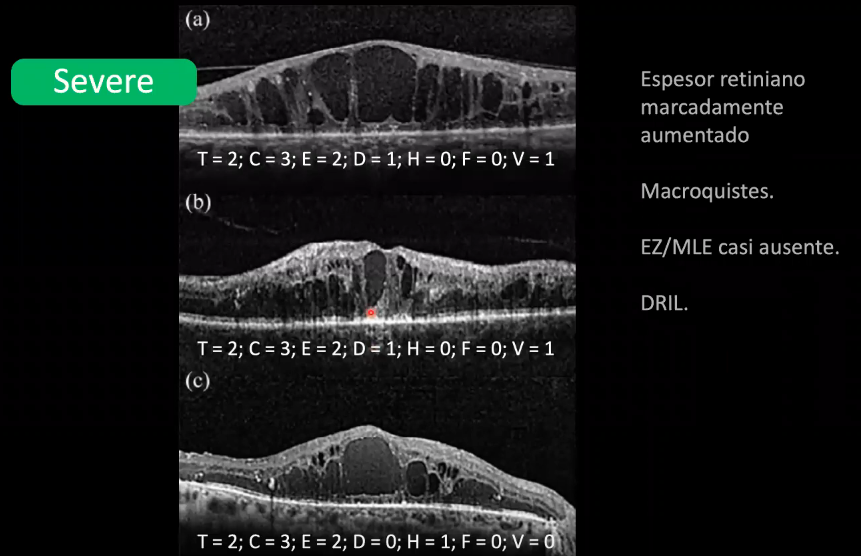 Severe
(a)
T = 2; C = 3; E = 2; D = 1; H = 0; F = 0; V = 1
(b)
T = 2; C = 3; E = 2; D = 1; H = 0; F = 0; V = 1
(c)
T = 2; C = 3; E = 2; D = 0; H = 1; F = 0; V = 0
Espesor retiniano
marcadamente
aumentado
Macroquistes.
EZ/MLE casi ausente.
DRIL.